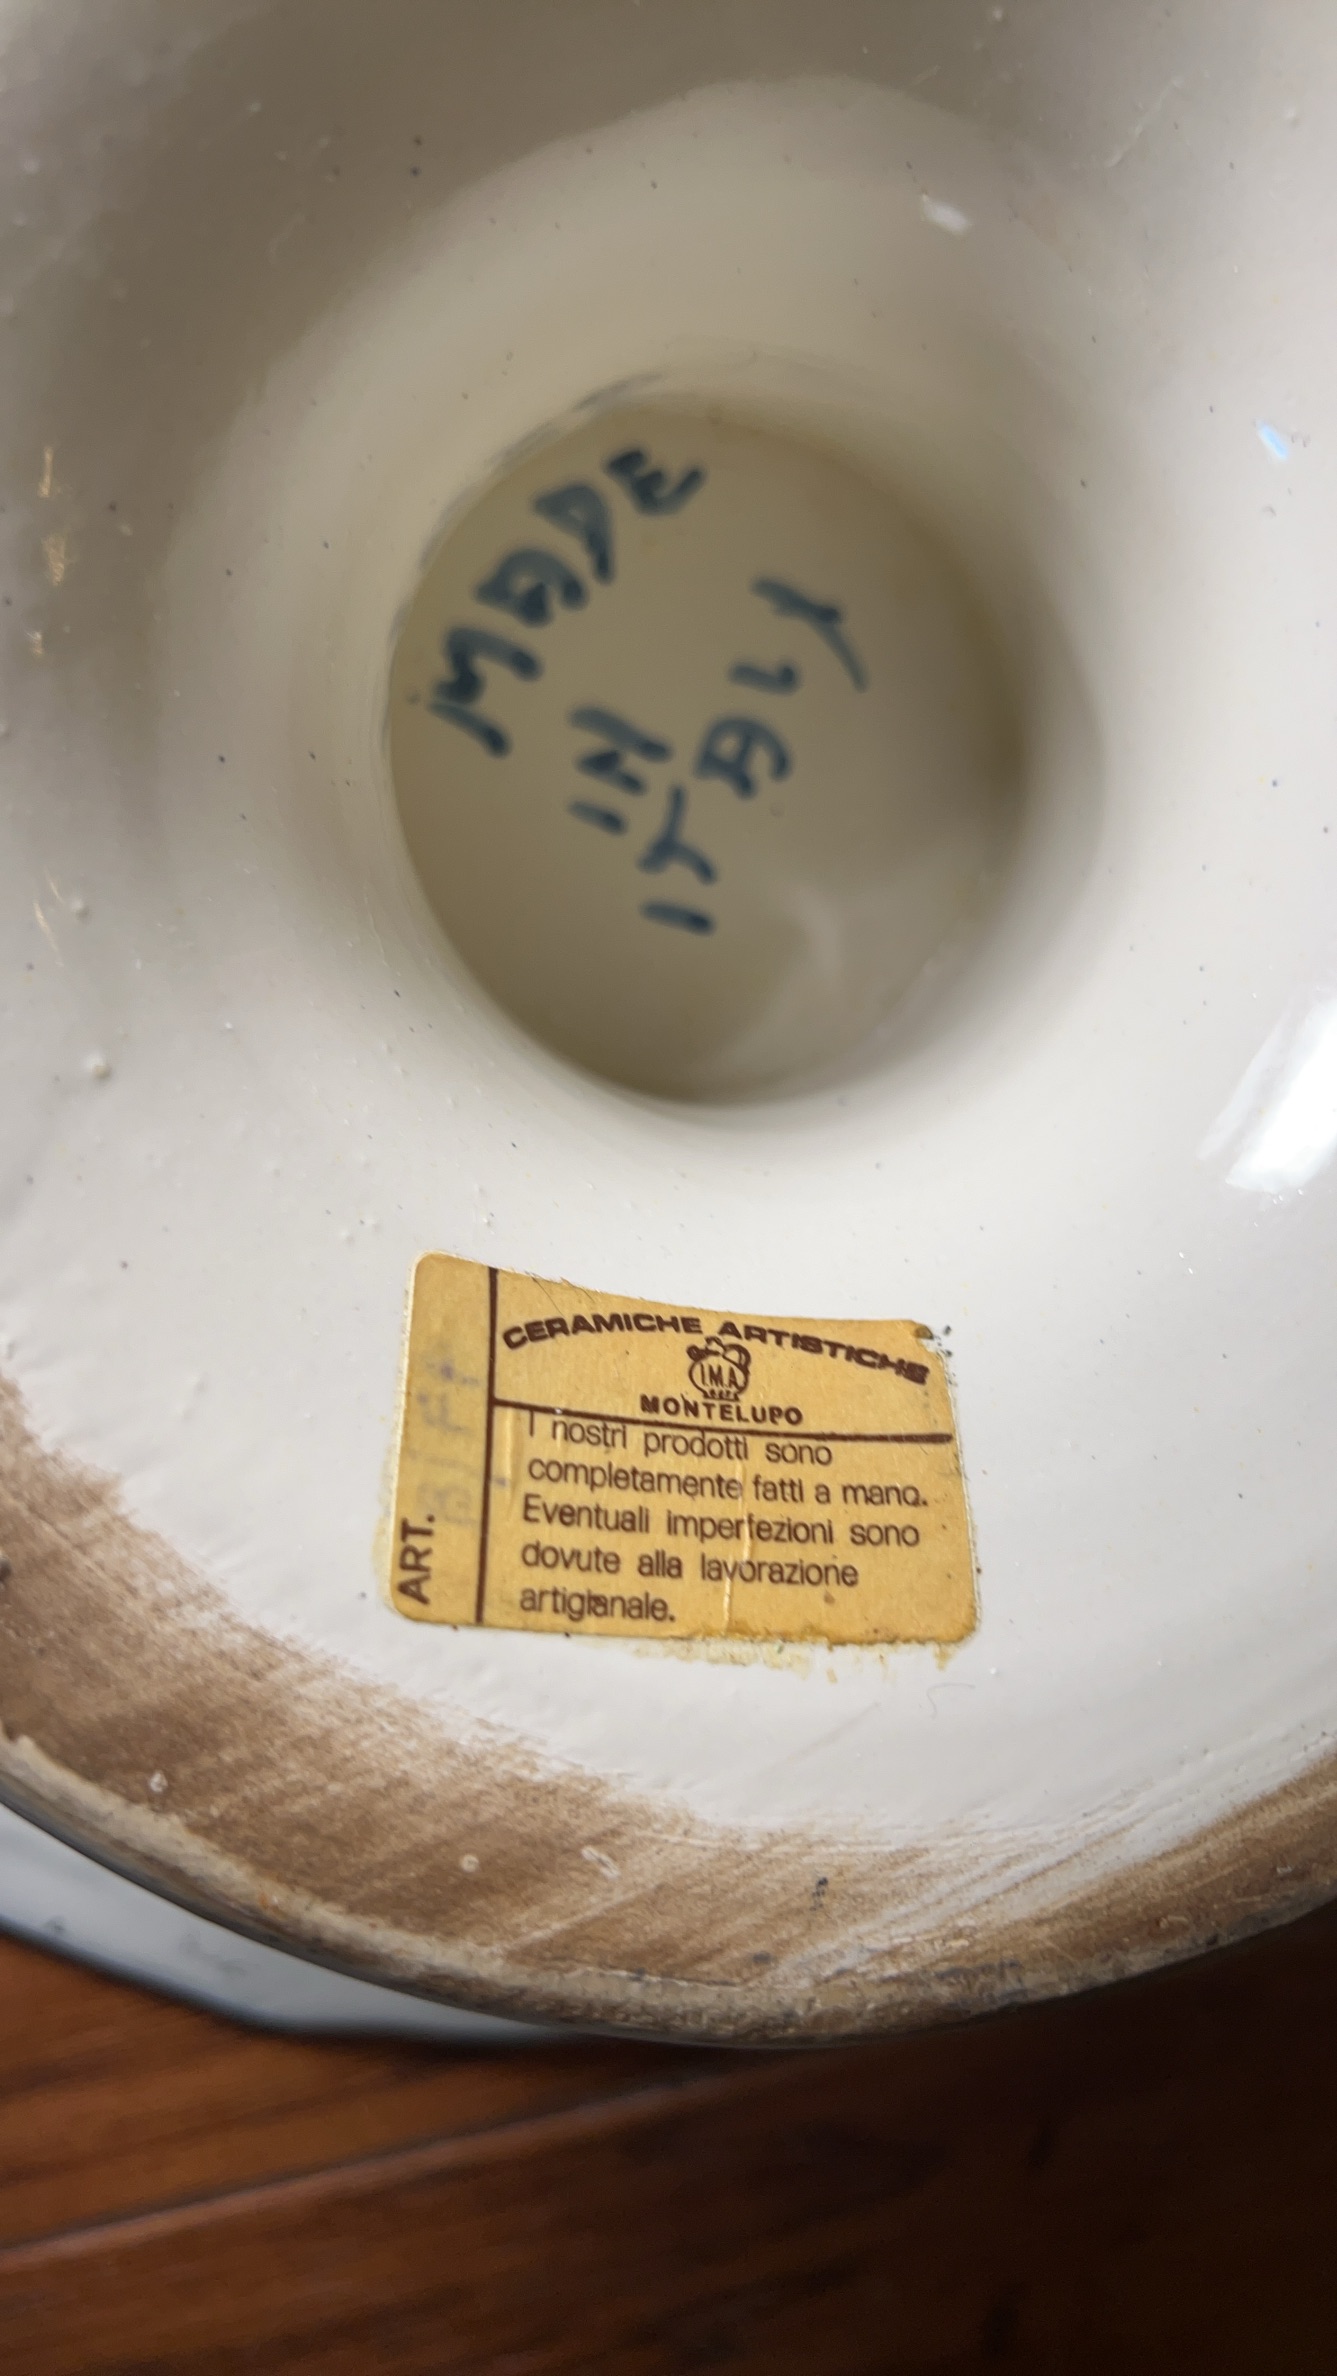 MADE
IN
ITALY
CERAMICHE ARTISTICHE
I.M.A.
MONTELUPO
I nostri prodotti sono
completamente fatti a mano.
Eventuali imperfezioni sono
dovute alla lavorazione
artigianale.
ART.